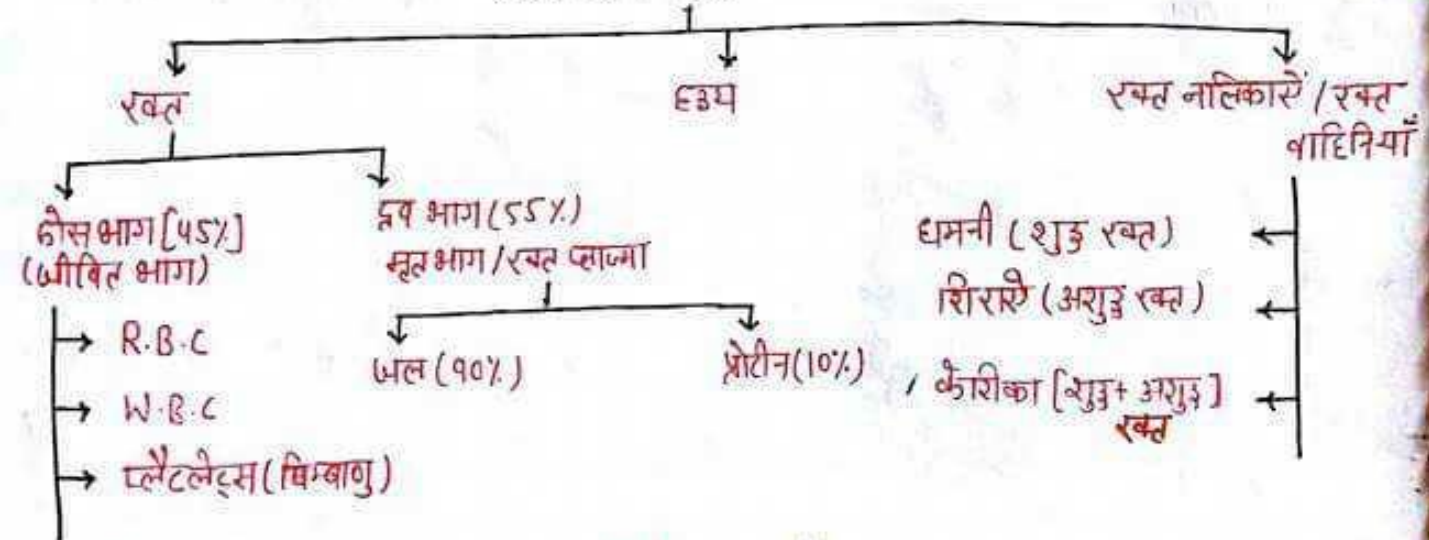 रक्त
हृदय
रक्त नलिकाऐं / रक्त
वाहिनियाँ
ठोस भाग [45%]
(जीवित भाग)
द्रव भाग (55%)
मृत भाग / रक्त प्लाज्मा
→ R.B.C
→ W.B.C
→ प्लैटलेट्स (बिम्बाणु)
जल (90%)
प्रोटीन (10%)
धमनी (शुद्ध रक्त)
शिराऐ (अशुद्ध रक्त)
केशिका [शुद्ध + अशुद्ध]
रक्त